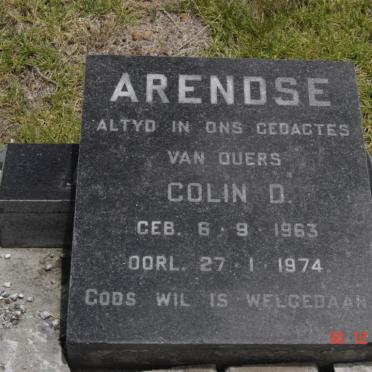 ARENDSE
ALTYD IN ONS GEDAGTES
VAN OUERS
COLIN D.
GEB. 6·9·1963
OORL. 27·1·1974
GODS WIL IS WELGEDAAN